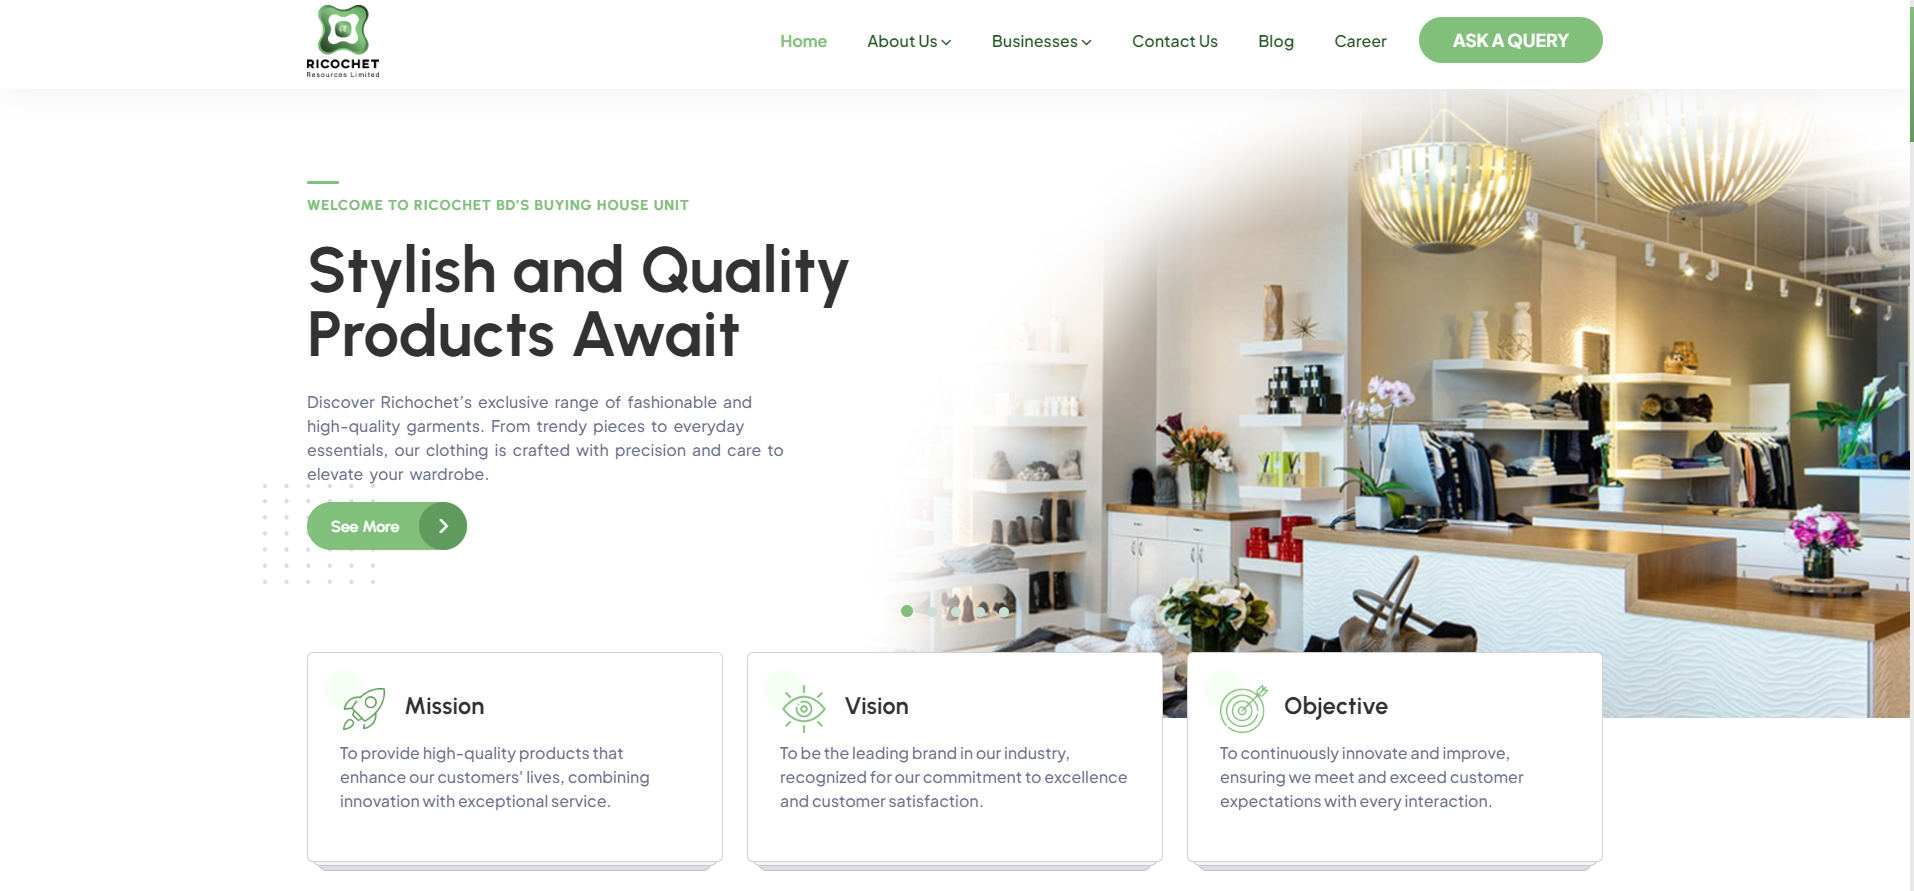 RICOCHET
Resources Limited
Home About Us Businesses Contact Us Blog Career ASK A QUERY
WELCOME TO RICOCHET BD'S BUYING HOUSE UNIT
Stylish and Quality
Products Await
Discover Richochet's exclusive range of fashionable and
high-quality garments. From trendy pieces to everyday
essentials, our clothing is crafted with precision and care to
elevate your wardrobe.
See More
Mission
To provide high-quality products that
enhance our customers' lives, combining
innovation with exceptional service.
Vision
To be the leading brand in our industry,
recognized for our commitment to excellence
and customer satisfaction.
Objective
To continuously innovate and improve,
ensuring we meet and exceed customer
expectations with every interaction.